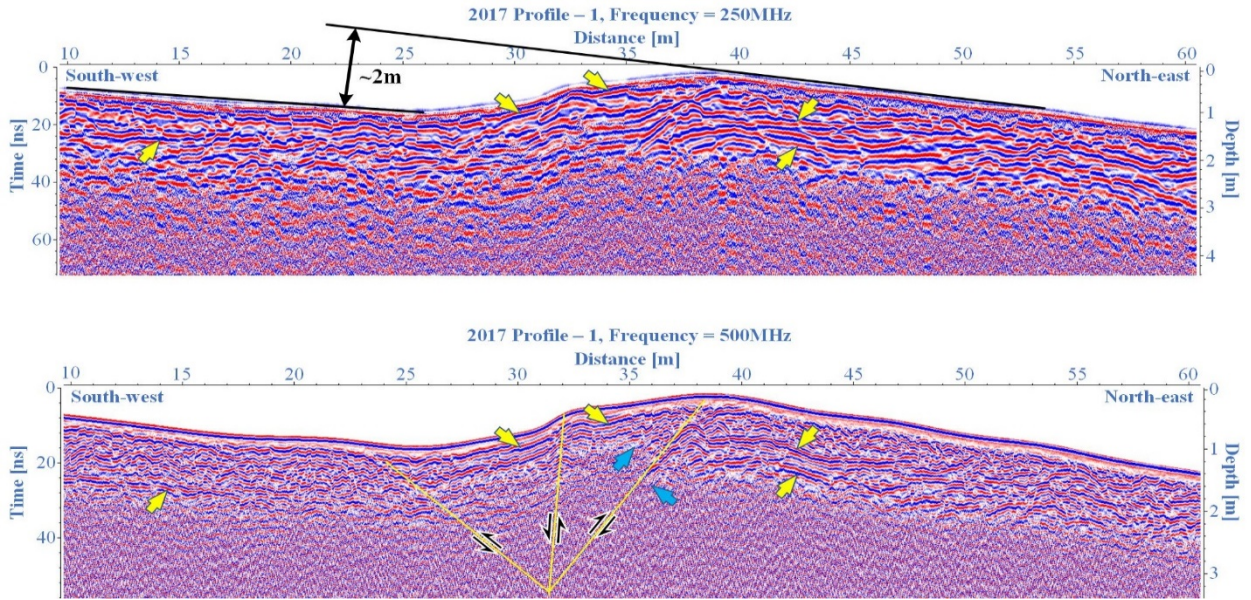 2017 Profile – 1, Frequency = 250MHz
Distance [m]
10 15 20 25 30 35 40 45 50 55 60
South-west
North-east
~2m
Time [ns]
0
20
40
60
Depth [m]
0
1
2
3
4
2017 Profile – 1, Frequency = 500MHz
Distance [m]
10 15 20 25 30 35 40 45 50 55 60
South-west
North-east
Time [ns]
0
20
40
Depth [m]
0
1
2
3